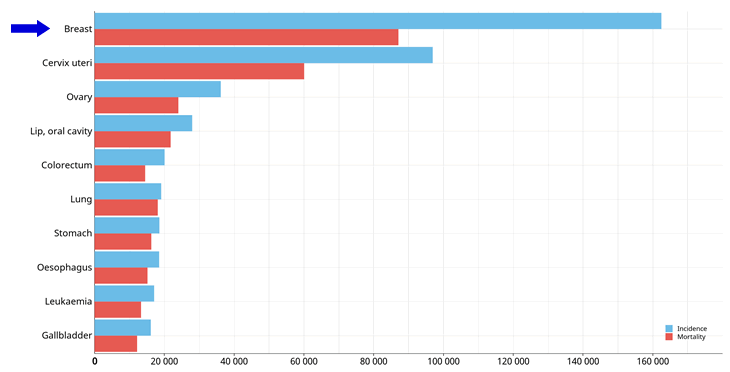 Breast
Cervix uteri
Ovary
Lip, oral cavity
Colorectum
Lung
Stomach
Oesophagus
Leukaemia
Gallbladder
Incidence
Mortality
0 20 000 40 000 60 000 80 000 100 000 120 000 140 000 160 000